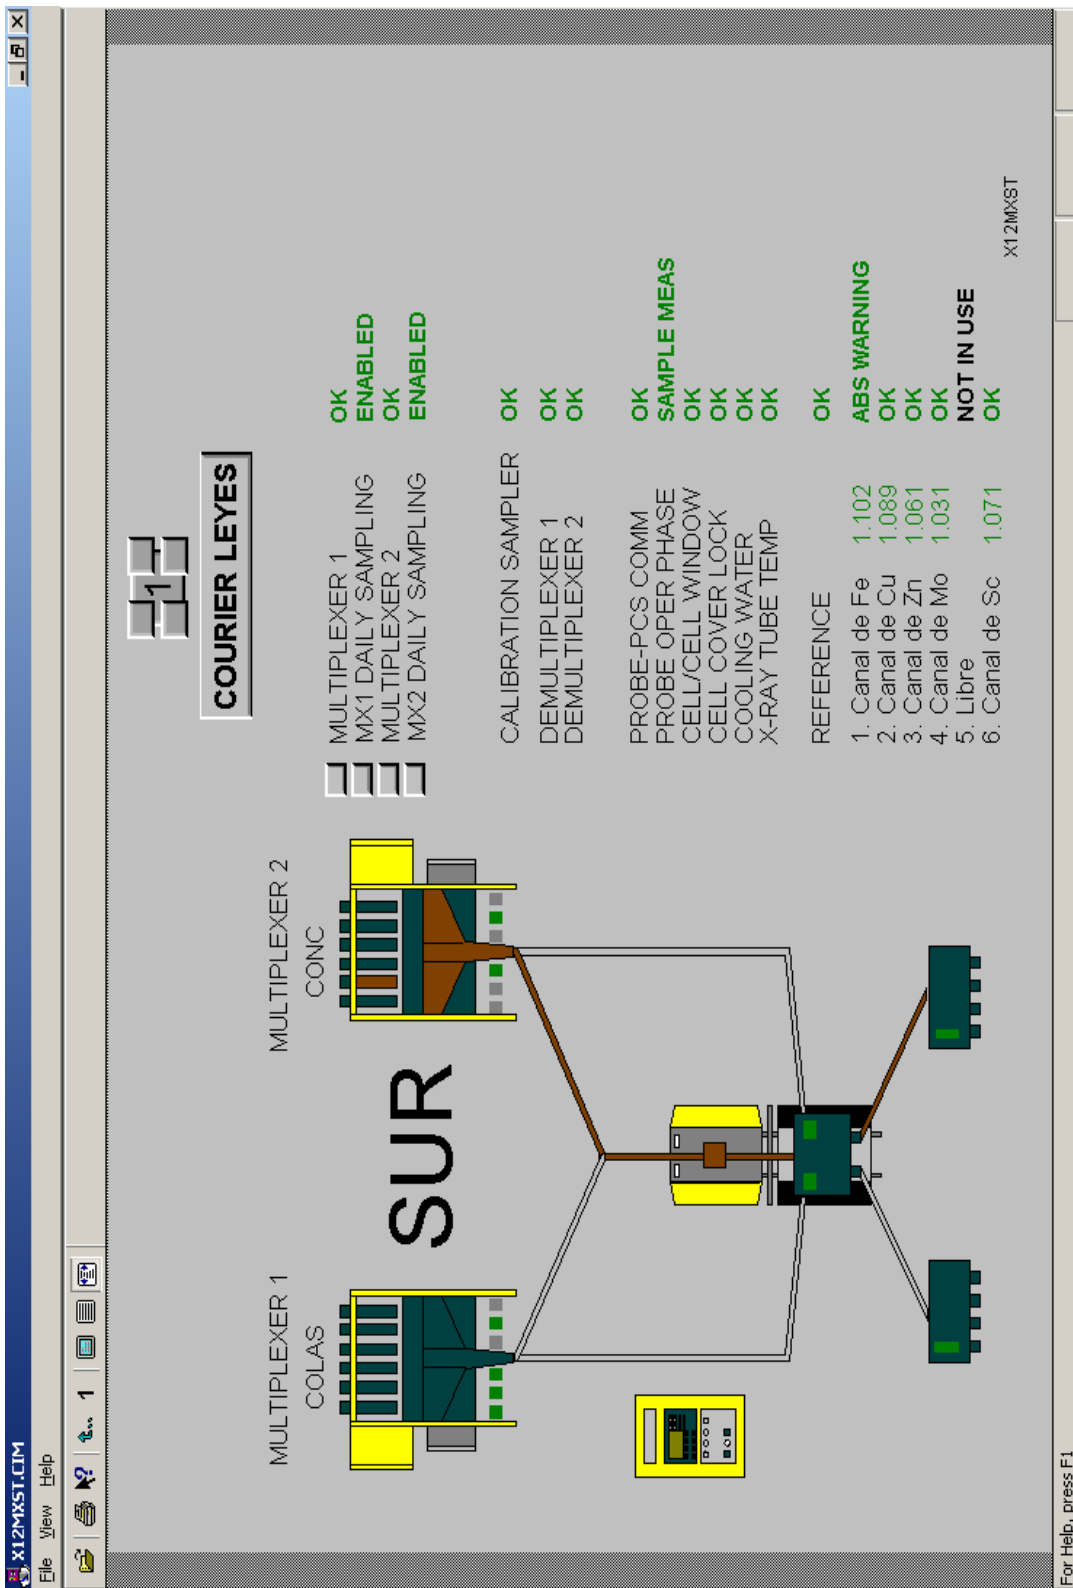 X12MXST.CIM
File View Help
1
1
COURIER LEYES
MULTIPLEXER 1
COLAS
SUR
MULTIPLEXER 2
CONC
MULTIPLEXER 1 OK
MX1 DAILY SAMPLING ENABLED
MULTIPLEXER 2 OK
MX2 DAILY SAMPLING ENABLED
CALIBRATION SAMPLER OK
DEMULTIPLEXER 1 OK
DEMULTIPLEXER 2 OK
PROBE-PCS COMM OK
PROBE OPER PHASE SAMPLE MEAS
CELL/CELL WINDOW OK
CELL COVER LOCK OK
COOLING WATER OK
X-RAY TUBE TEMP OK
REFERENCE OK
1. Canal de Fe 1.102 ABS WARNING
2. Canal de Cu 1.089 OK
3. Canal de Zn 1.061 OK
4. Canal de Mo 1.031 OK
5. Libre NOT IN USE
6. Canal de Sc 1.071 OK
X12MXST
For Help, press F1